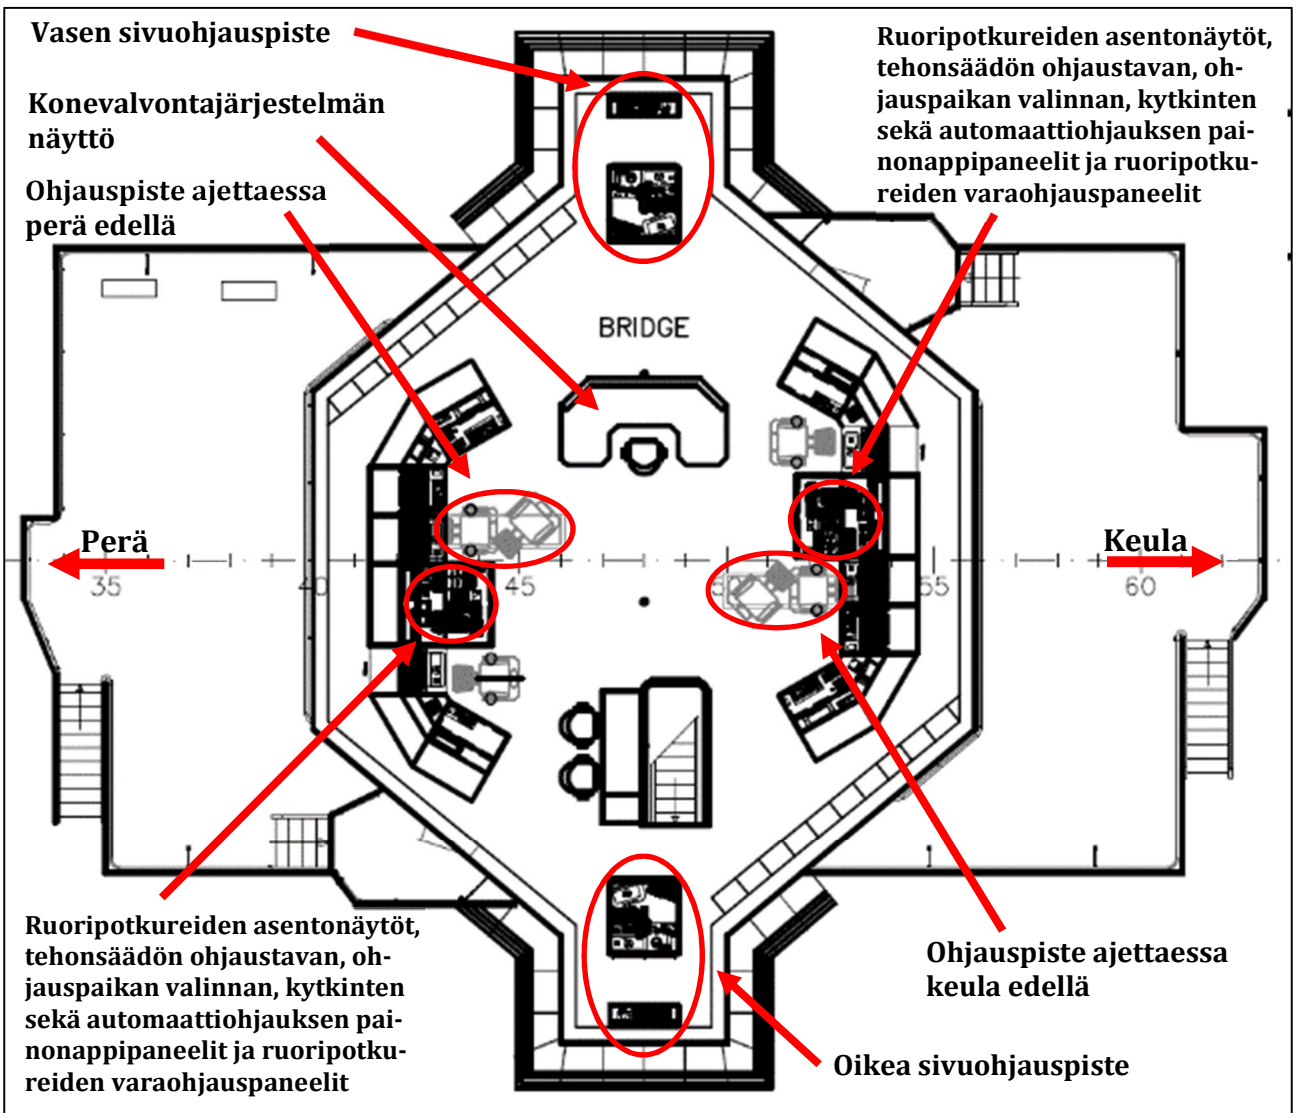 Vasen sivuohjauspiste
Konevalvontajärjestelmän
näyttö
Ohjauspiste ajettaessa
perä edellä
Ruoripotkureiden asentonäytöt,
tehonsäädön ohjaustavan, oh-
jauspaikan valinnan, kytkinten
sekä automaattiohjauksen pai-
nonappipaneelit ja ruoripotku-
reiden varaohjauspaneelit
BRIDGE
Perä
Keula
35
40
45
55
60
Ruoripotkureiden asentonäytöt,
tehonsäädön ohjaustavan, oh-
jauspaikan valinnan, kytkinten
sekä automaattiohjauksen pai-
nonappipaneelit ja ruoripotku-
reiden varaohjauspaneelit
Ohjauspiste ajettaessa
keula edellä
Oikea sivuohjauspiste